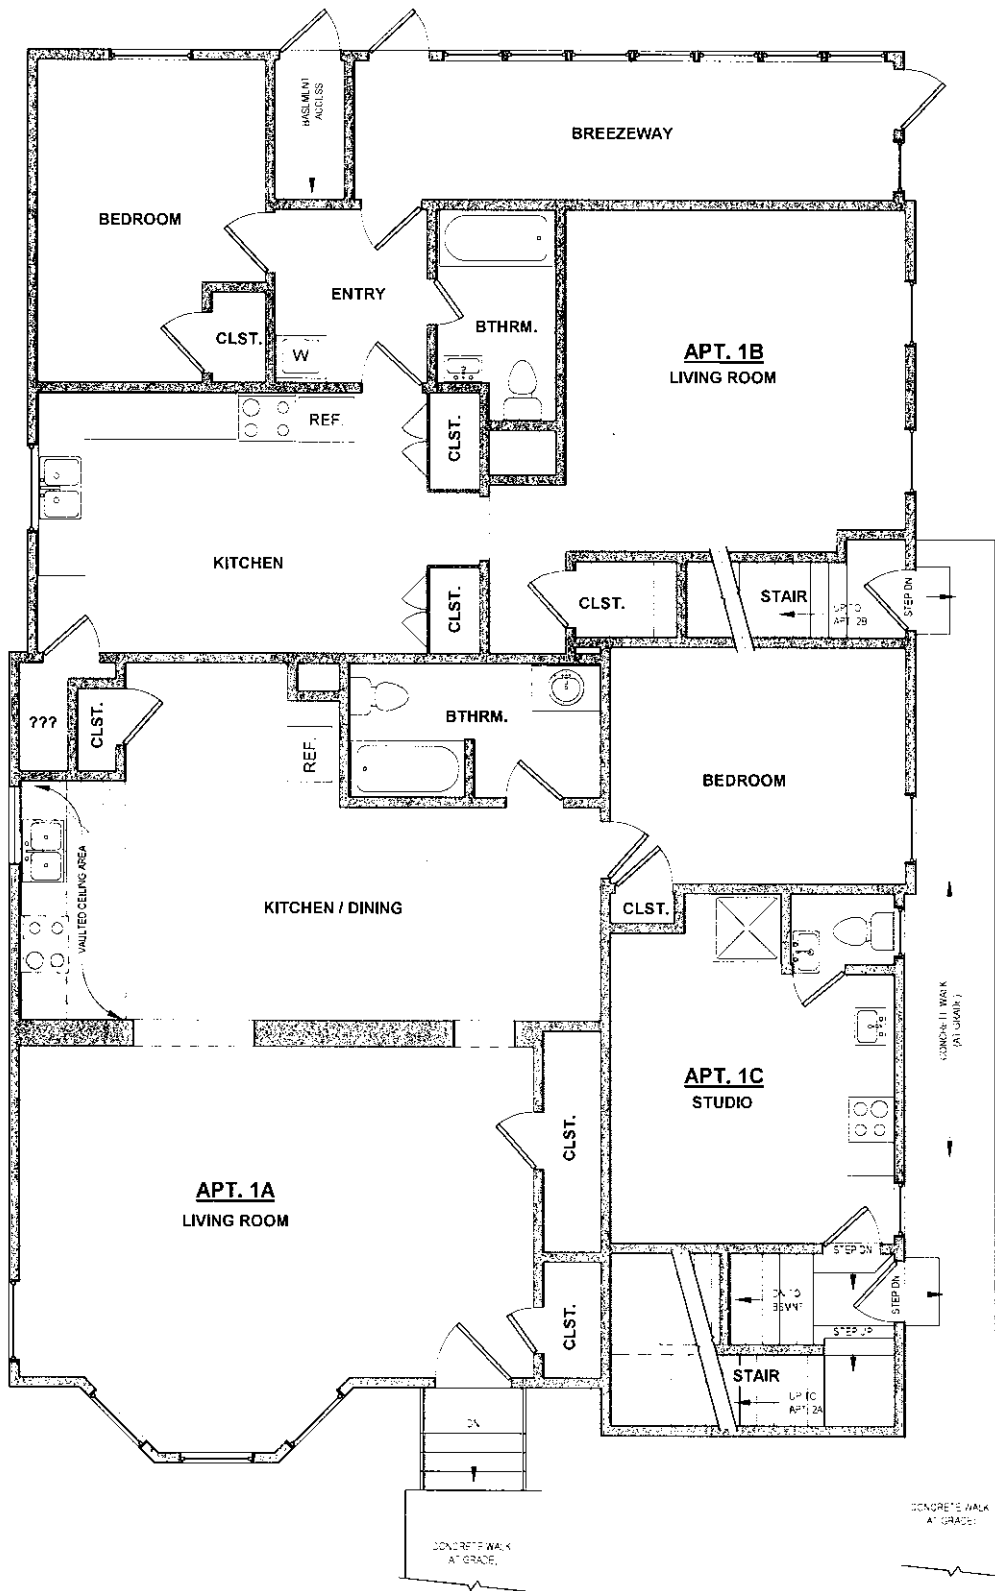 BASEMENT
ACCESS
BREEZEWAY
BEDROOM
ENTRY
CLST.
BTHRM.
W
APT. 1B
LIVING ROOM
REF.
CLST.
KITCHEN
CLST.
CLST.
STAIR
UP TO
APT. 2B
STEP DN
???
CLST.
BTHRM.
REF.
BEDROOM
VAULTED CEILING AREA
KITCHEN / DINING
CLST.
CONCRETE WALK
(AT GRADE)
APT. 1C
STUDIO
CLST.
APT. 1A
LIVING ROOM
STEP DN
STEP DN
DN TO
BSMNT
STEP UP
CLST.
STAIR
UP TO
APT. 2A
DN
CONCRETE WALK
AT GRADE)
CONCRETE WALK
AT GRADE)